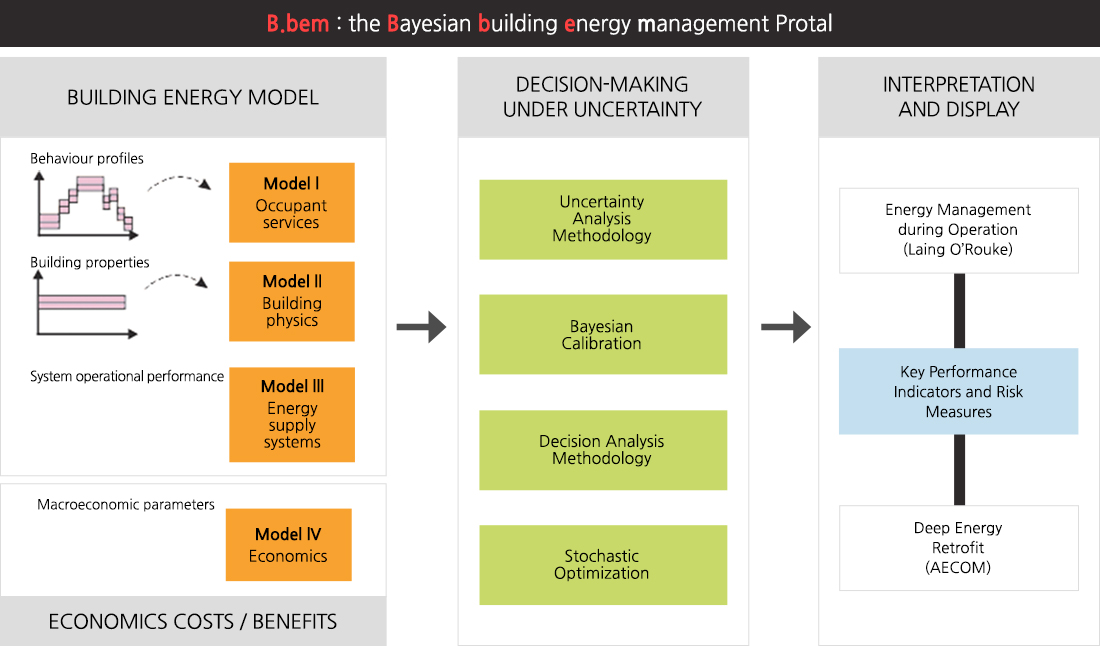 B.bem : the Bayesian building energy management Protal
BUILDING ENERGY MODEL
Behaviour profiles
Model I
Occupant
services
Building properties
Model II
Building
physics
System operational performance
Model III
Energy
supply
systems
Macroeconomic parameters
Model IV
Economics
ECONOMICS COSTS / BENEFITS
DECISION-MAKING
UNDER UNCERTAINTY
Uncertainty
Analysis
Methodology
Bayesian
Calibration
Decision Analysis
Methodology
Stochastic
Optimization
INTERPRETATION
AND DISPLAY
Energy Management
during Operation
(Laing O'Rouke)
Key Performance
Indicators and Risk
Measures
Deep Energy
Retrofit
(AECOM)